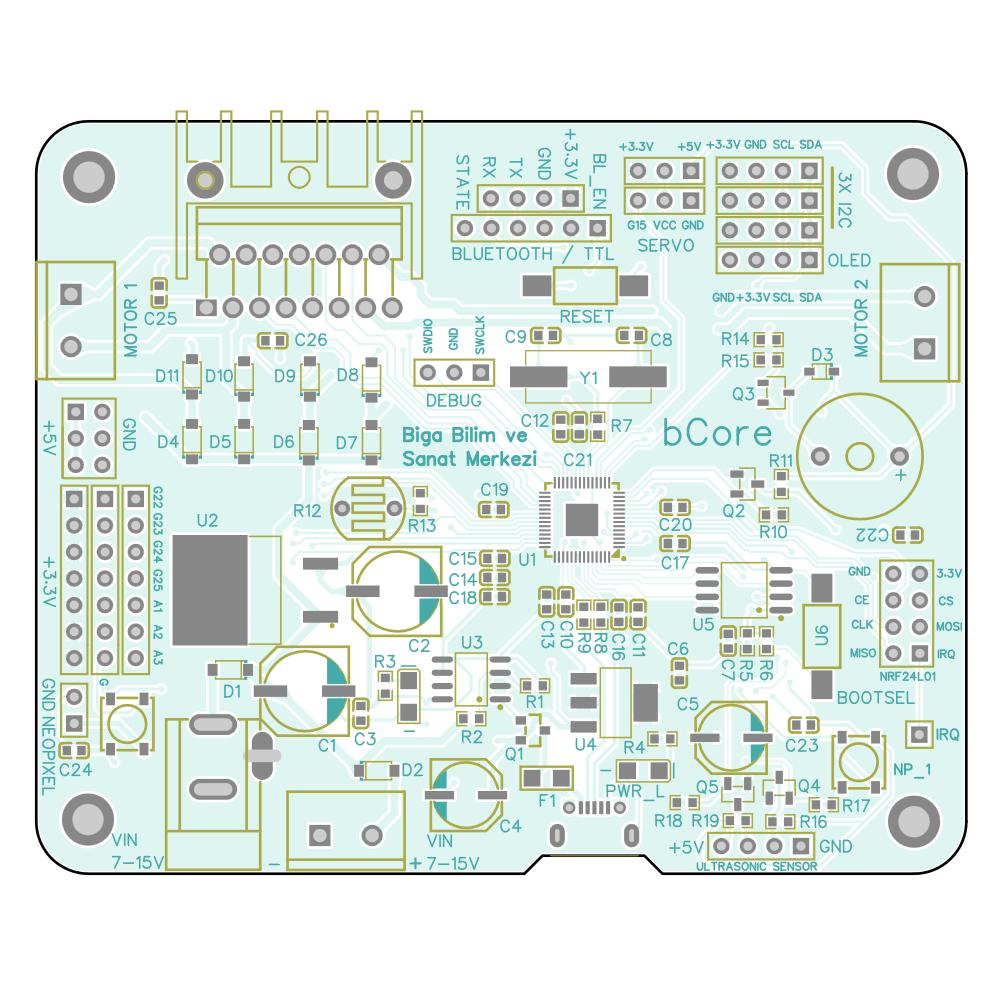 +3.3V +5V
+3.3V GND SCL SDA
STATE
RX
TX
GND
+3.3V
BL_EN
3X I2C
G15 VCC GND
SERVO
BLUETOOTH / TTL
OLED
MOTOR 1
C25
GND+3.3V SCL SDA
MOTOR 2
RESET
SWDIO
GND
SWCLK
C26
C9
C8
R14
R15
D3
D11
D10
D9
D8
DEBUG
Y1
Q3
+5V
GND
D4
D5
D6
D7
Biga Bilim ve
Sanat Merkezi
C12
R7
bCore
C21
+
R11
C19
G22
G23
G24
G25
A1
A2
A3
G
+3.3V
U2
R12
R13
C20
Q2
R10
C22
C17
C15
C14
C18
U1
GND
3.3V
CE
CS
CLK
MOSI
MISO
IRQ
NRF24L01
C2
C13
C10
R9
R8
C16
C11
U5
U6
U3
C6
C7
R5
R6
D1
R3
GND NEOPIXEL
R1
BOOTSEL
C1
C3
R2
Q1
U4
C5
R4
C23
IRQ
C24
D2
F1
PWR_L
Q5
Q4
NP_1
R17
C4
R18
R19
R16
VIN
7-15V
-
+
VIN
7-15V
+5V
GND
ULTRASONIC SENSOR